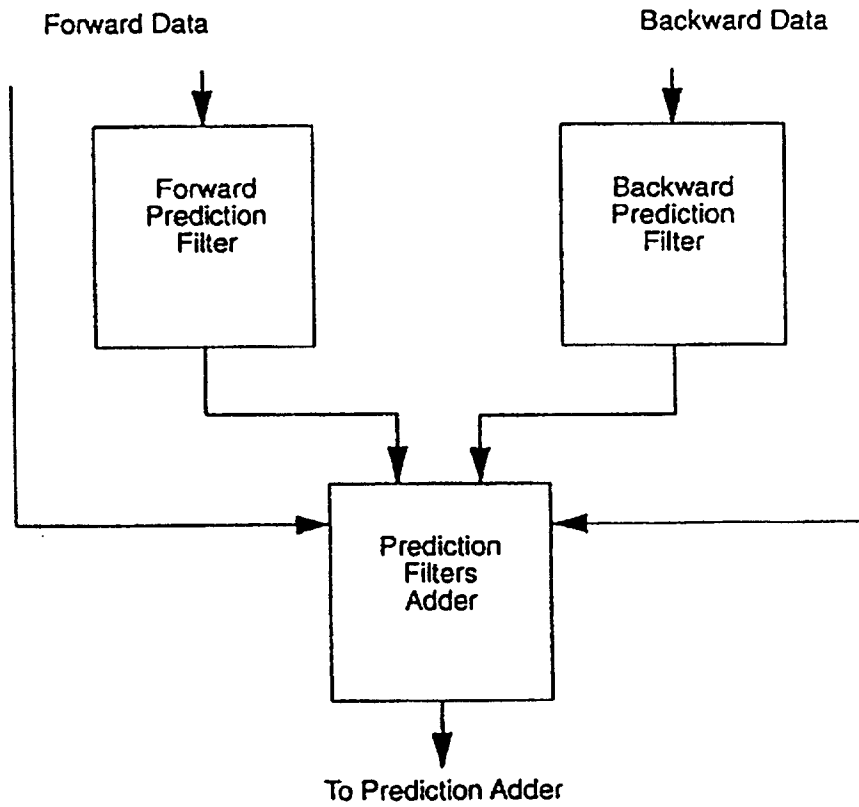 Forward Data
Backward Data
Forward
Prediction
Filter
Backward
Prediction
Filter
Prediction
Filters
Adder
To Prediction Adder